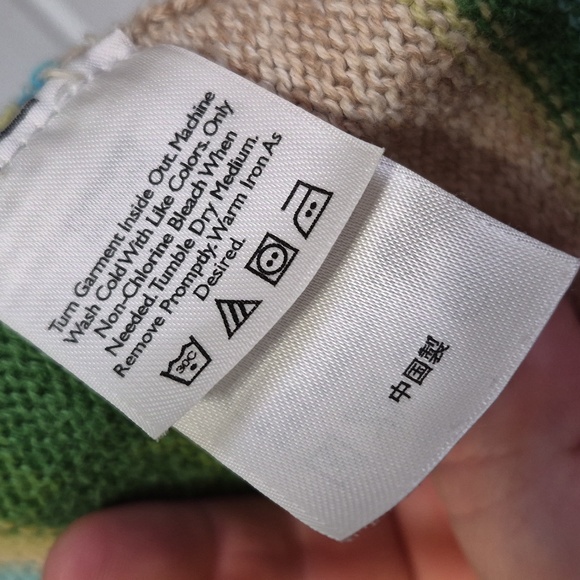 Turn Garment Inside Out. Machine
Wash Cold With Like Colors. Only
Non-Chlorine Bleach When
Needed. Tumble Dry Medium.
Remove Promptly. Warm Iron As
Desired.
30C
中国製